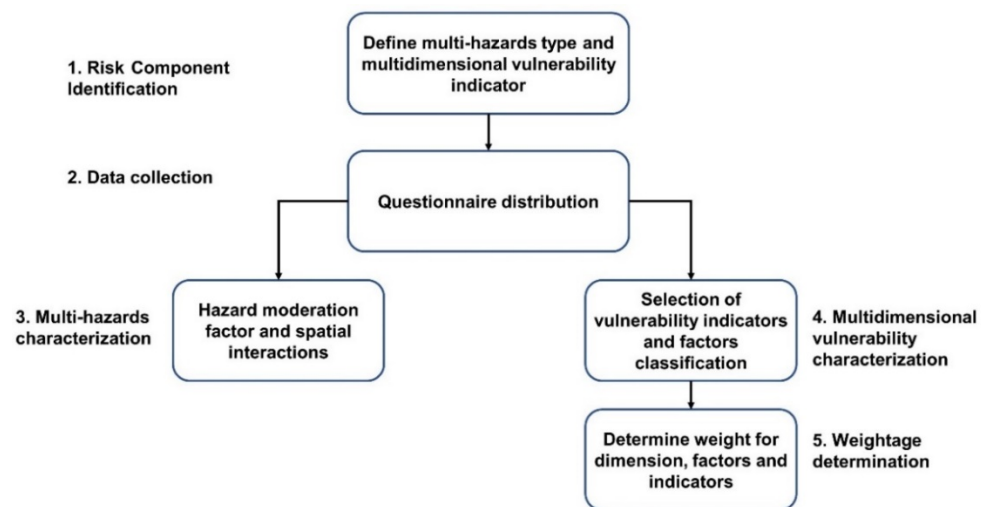 Define multi-hazards type and
multidimensional vulnerability
indicator
1. Risk Component
Identification
2. Data collection
Questionnaire distribution
3. Multi-hazards
characterization
Hazard moderation
factor and spatial
interactions
Selection of
vulnerability indicators
and factors
classification
4. Multidimensional
vulnerability
characterization
Determine weight for
dimension, factors and
indicators
5. Weightage
determination